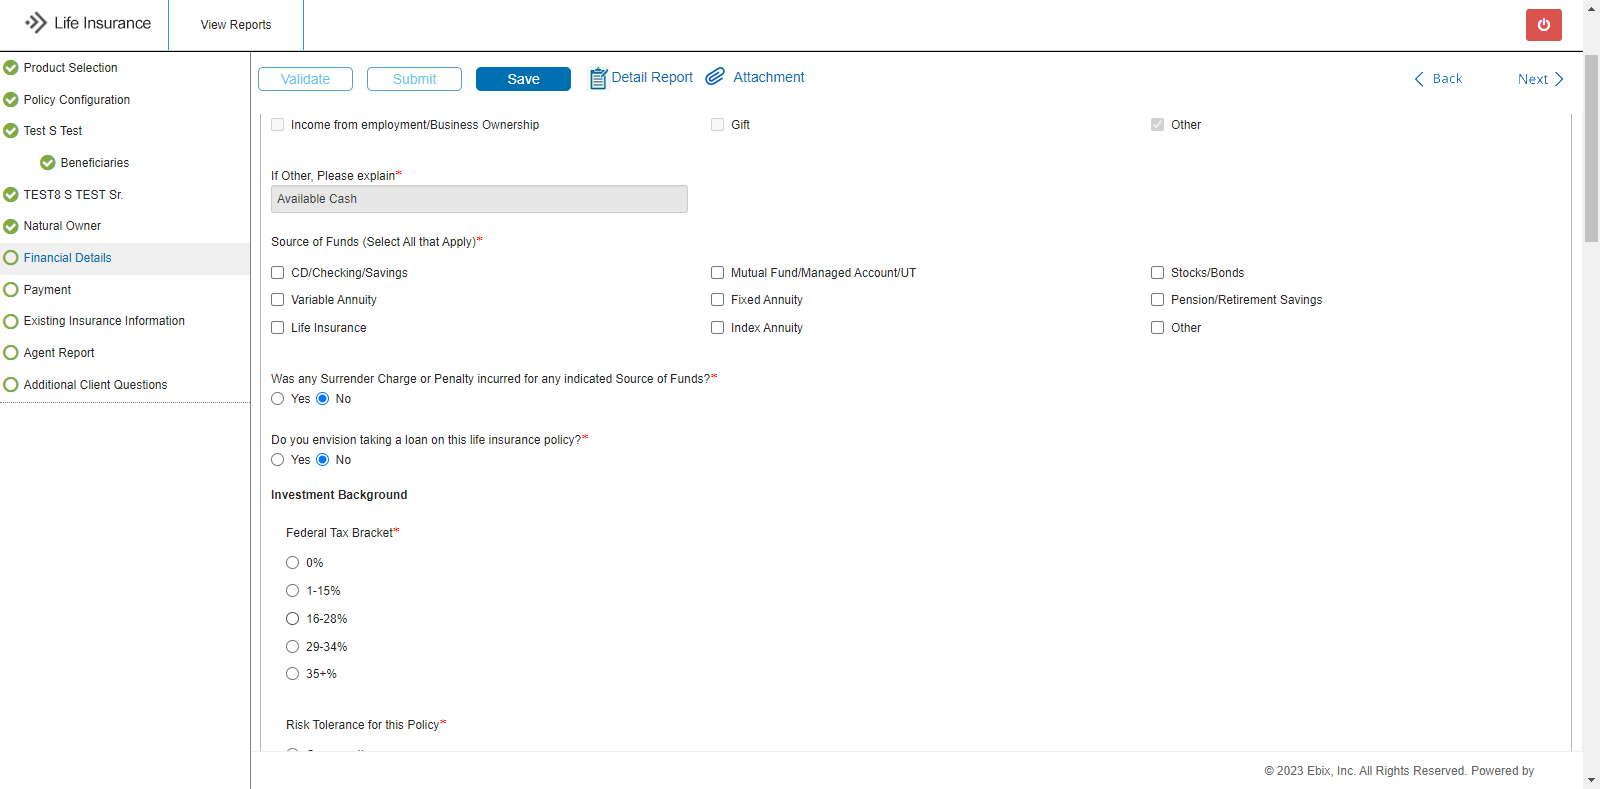 Life Insurance
View Reports
Product Selection
Policy Configuration
Test S Test
Beneficiaries
TEST8 S TEST Sr.
Natural Owner
Financial Details
Payment
Existing Insurance Information
Agent Report
Additional Client Questions
Validate Submit Save Detail Report Attachment Back Next
Income from employment/Business Ownership Gift Other
If Other, Please explain*
Available Cash
Source of Funds (Select All that Apply)*
CD/Checking/Savings Mutual Fund/Managed Account/UT Stocks/Bonds
Variable Annuity Fixed Annuity Pension/Retirement Savings
Life Insurance Index Annuity Other
Was any Surrender Charge or Penalty incurred for any indicated Source of Funds?*
Yes No
Do you envision taking a loan on this life insurance policy?*
Yes No
Investment Background
Federal Tax Bracket*
0%
1-15%
16-28%
29-34%
35+%
Risk Tolerance for this Policy*
© 2023 Ebix, Inc. All Rights Reserved. Powered by